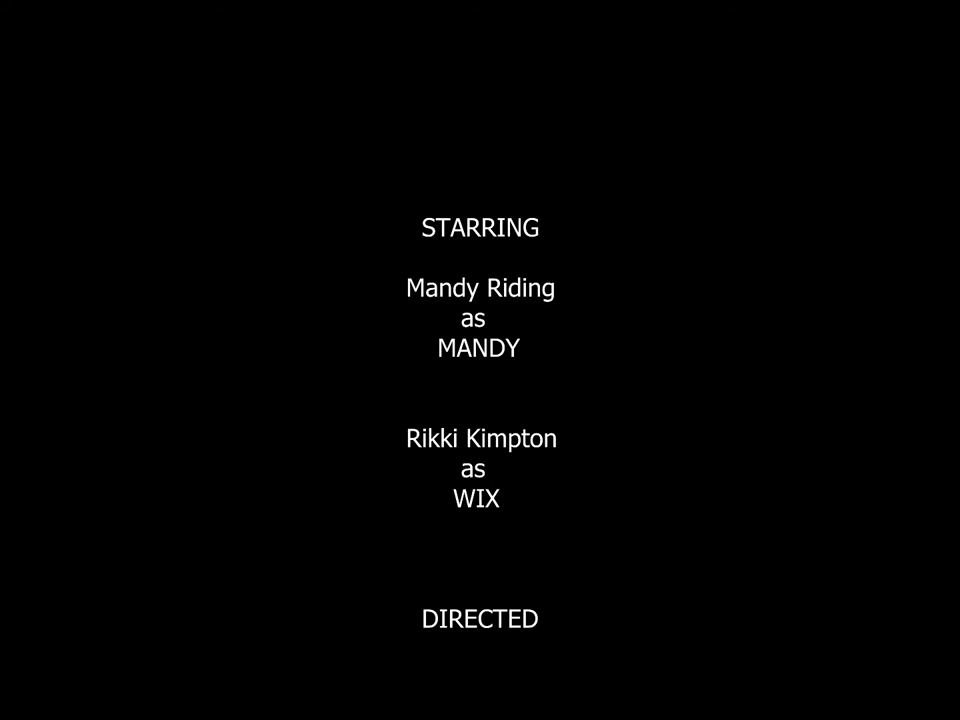 STARRING
Mandy Riding
as
MANDY
Rikki Kimpton
as
WIX
DIRECTED